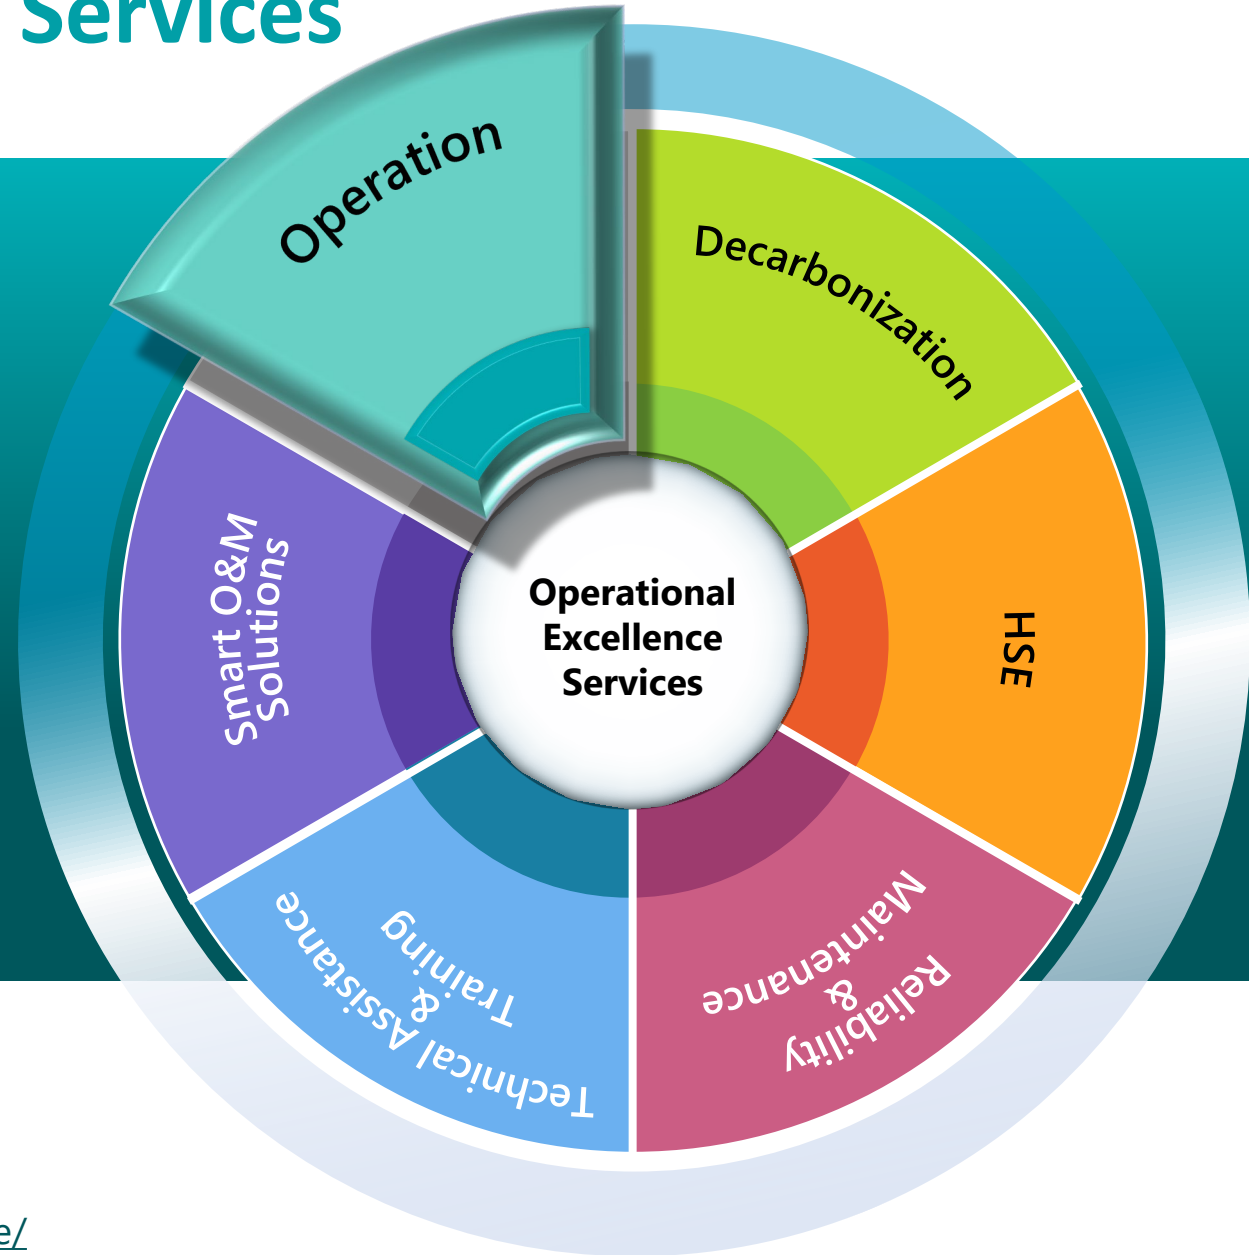 Services
Operation
Decarbonization
HSE
Reliability
&
Maintenance
Technical Assistance
&
Training
Smart O&M
Solutions
Operational
Excellence
Services
e/